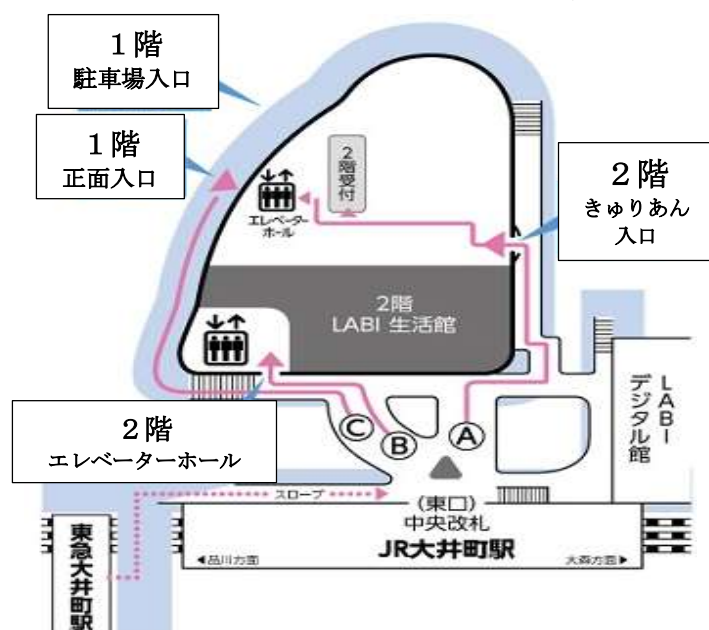 １階
駐車場入口
１階
正面入口
2階受付
エレベーター
ホール
２階
きゅりあん
入口
2階
LABI 生活館
LABI
デジタル館
２階
エレベーターホール
C
B
A
スロープ
(東口)
中央改札
JR大井町駅
◀品川方面
大森方面▶
東急大井町駅